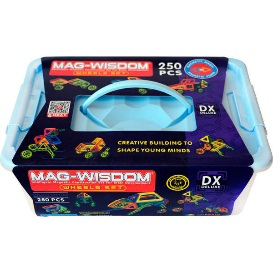 MAG-WISDOM
WHEELS SET
250
PCS
DX
DELUXE
CREATIVE BUILDING TO
SHAPE YOUNG MINDS
MAG-WISDOM
WHEELS SET
250 PCS
DX
DELUXE